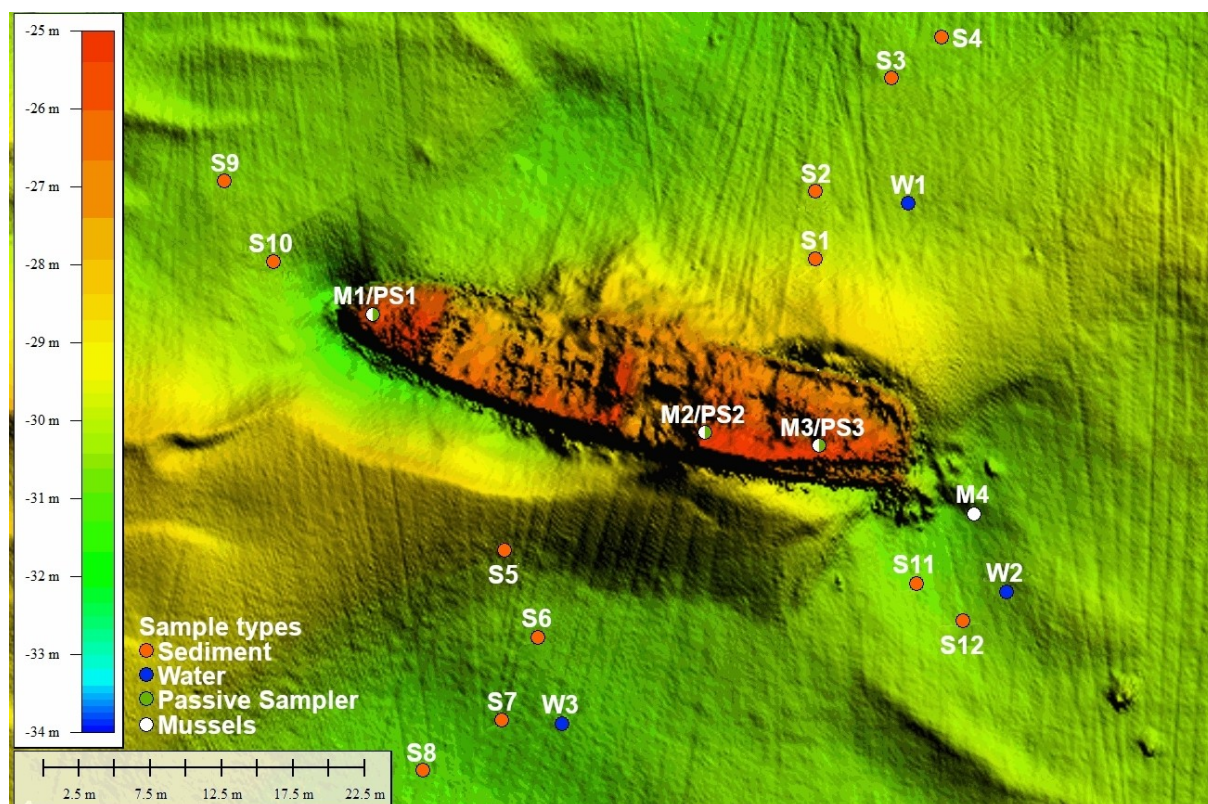 -25 m
-26 m
-27 m
-28 m
-29 m
-30 m
-31 m
-32 m
-33 m
-34 m
S4
S3
S9
S2
W1
S1
S10
M1/PS1
M2/PS2
M3/PS3
M4
S5
S11
W2
S6
S12
S7
W3
S8
Sample types
Sediment
Water
Passive Sampler
Mussels
2.5 m 7.5 m 12.5 m 17.5 m 22.5 m